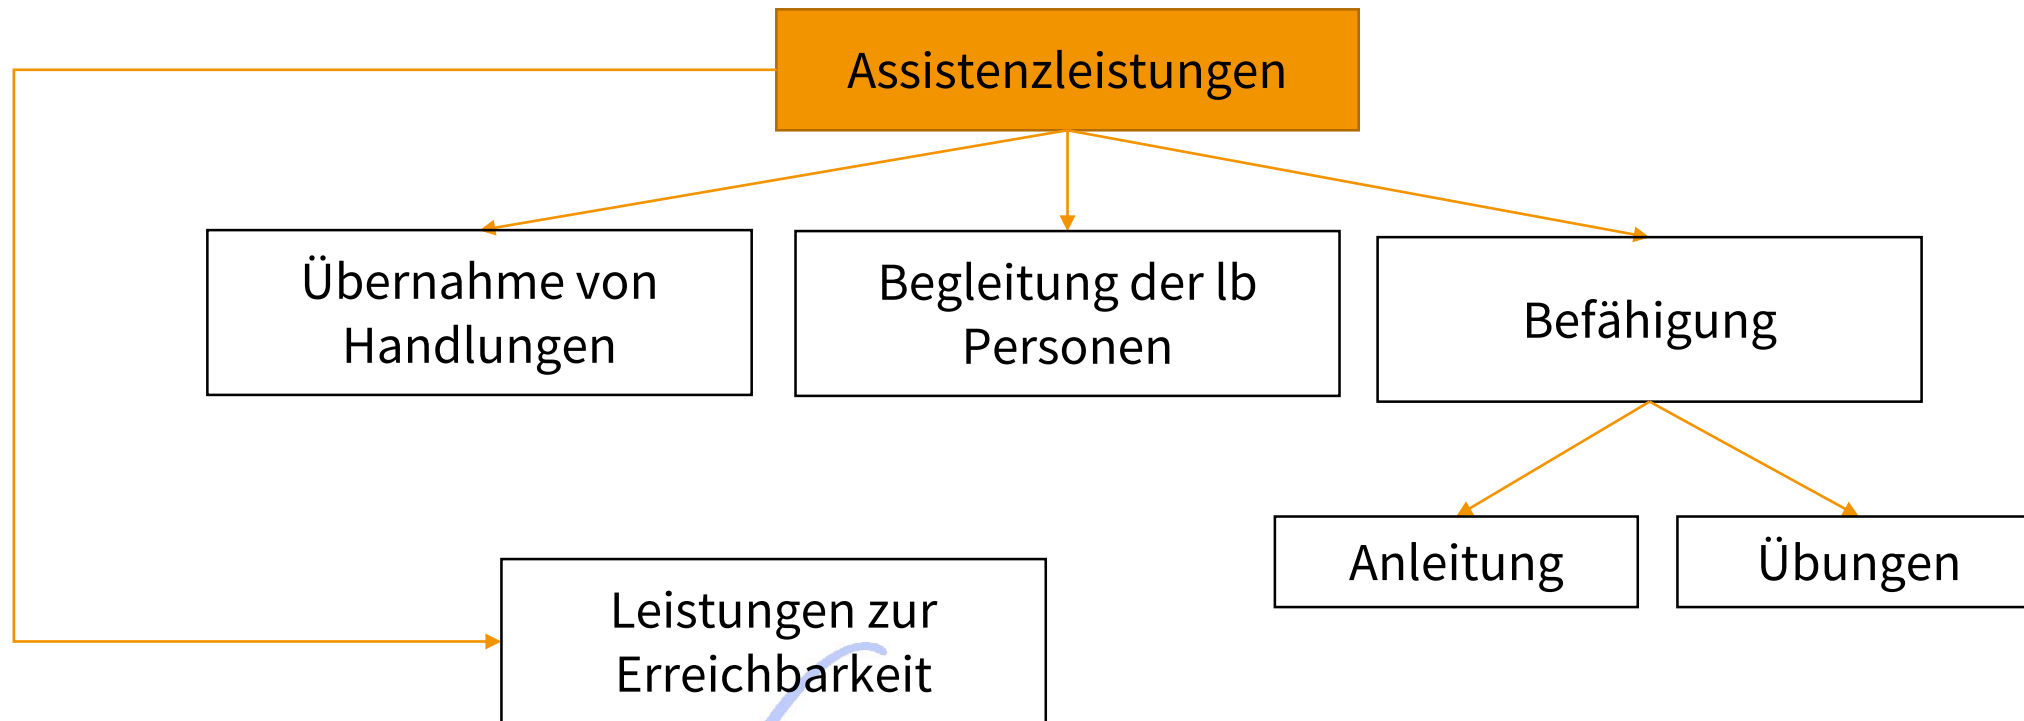 Assistenzleistungen
Übernahme von
Handlungen
Begleitung der lb
Personen
Befähigung
Anleitung
Übungen
Leistungen zur
Erreichbarkeit